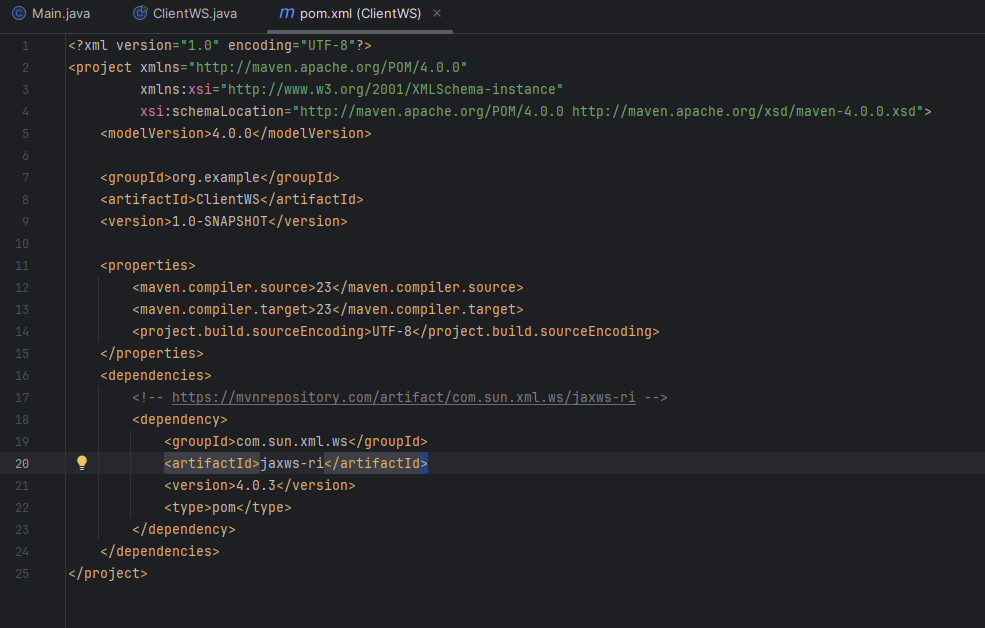 Main.java ClientWS.java pom.xml (ClientWS)
1 <?xml version="1.0" encoding="UTF-8"?>
2 <project xmlns="http://maven.apache.org/POM/4.0.0"
3 xmlns:xsi="http://www.w3.org/2001/XMLSchema-instance"
4 xsi:schemaLocation="http://maven.apache.org/POM/4.0.0 http://maven.apache.org/xsd/maven-4.0.0.xsd">
5 <modelVersion>4.0.0</modelVersion>
6
7 <groupId>org.example</groupId>
8 <artifactId>ClientWS</artifactId>
9 <version>1.0-SNAPSHOT</version>
10
11 <properties>
12 <maven.compiler.source>23</maven.compiler.source>
13 <maven.compiler.target>23</maven.compiler.target>
14 <project.build.sourceEncoding>UTF-8</project.build.sourceEncoding>
15 </properties>
16 <dependencies>
17 <!-- https://mvnrepository.com/artifact/com.sun.xml.ws/jaxws-ri -->
18 <dependency>
19 <groupId>com.sun.xml.ws</groupId>
20 <artifactId>jaxws-ri</artifactId>
21 <version>4.0.3</version>
22 <type>pom</type>
23 </dependency>
24 </dependencies>
25 </project>